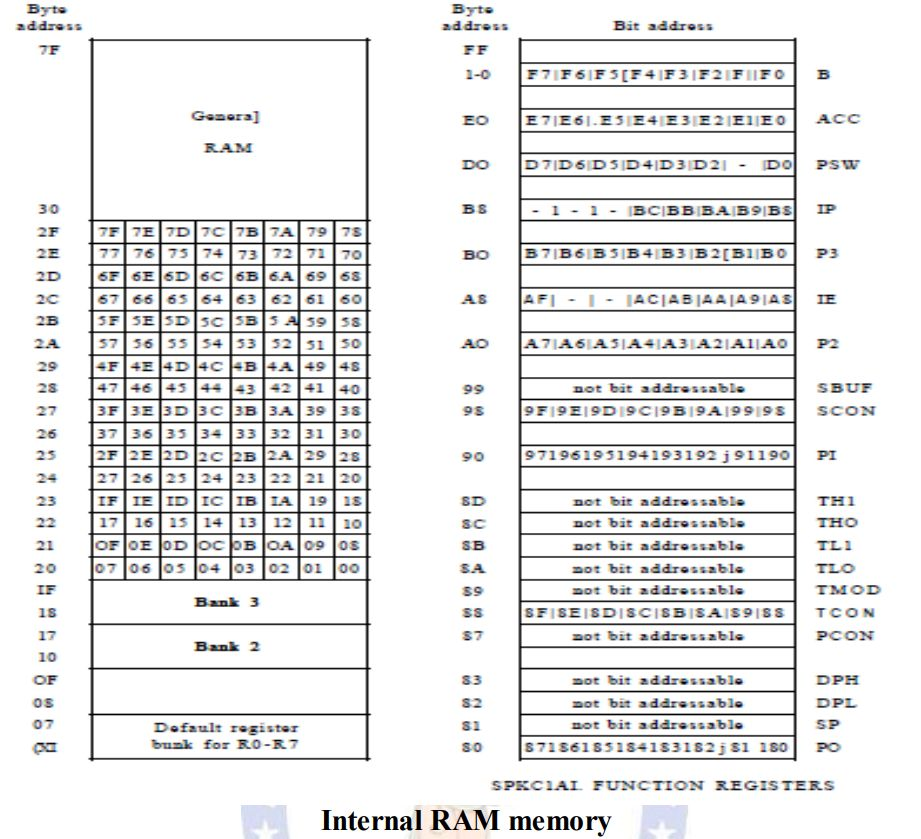 Byte
address
7F
Genera]
RAM
30
2F 7F 7E 7D 7C 7B 7A 79 78
2E 77 76 75 74 73 72 71 70
2D 6F 6E 6D 6C 6B 6A 69 68
2C 67 66 65 64 63 62 61 60
2B 5F 5E 5D 5C 5B 5 A 59 58
2A 57 56 55 54 53 52 51 50
29 4F 4E 4D 4C 4B 4A 49 48
28 47 46 45 44 43 42 41 40
27 3F 3E 3D 3C 3B 3A 39 38
26 37 36 35 34 33 32 31 30
25 2F 2E 2D 2C 2B 2A 29 28
24 27 26 25 24 23 22 21 20
23 IF IE ID IC IB IA 19 18
22 17 16 15 14 13 12 11 10
21 OF 0E 0D OC 0B OA 09 08
20 07 06 05 04 03 02 01 00
IF
Bank 3
18
17
Bank 2
10
OF
08
07
Default register
bunk for R0-R7
Byte
address
Bit address
FF
1-0 F7|F6|F5[F4|F3|F2|F||F0 B
EO E7|E6|.E5|E4|E3|E2|E1|E0 ACC
DO D7|D6|D5|D4|D3|D2| - |D0 PSW
B8 - 1 - 1 - |BC|BB|BA|B9|B8 IP
BO B7|B6|B5|B4|B3|B2[B1|B0 P3
A8 AF| - | - |AC|AB|AA|A9|A8 IE
AO A7|A6|A5|A4|A3|A2|A1|A0 P2
99 not bit addressable SBUF
98 9F|9E|9D|9C|9B|9A|99|98 SCON
90 97196195194193192 j 91190 PI
8D not bit addressable TH1
8C not bit addressable THO
8B not bit addressable TL1
8A not bit addressable TLO
89 not bit addressable TMOD
88 8F|8E|8D|8C|8B|8A|89|88 TCON
87 not bit addressable PCON
83 not bit addressable DPH
82 not bit addressable DPL
81 not bit addressable SP
80 87186185184183182 j 81 180 PO
SPKC1AL FUNCTION REGISTERS
Internal RAM memory